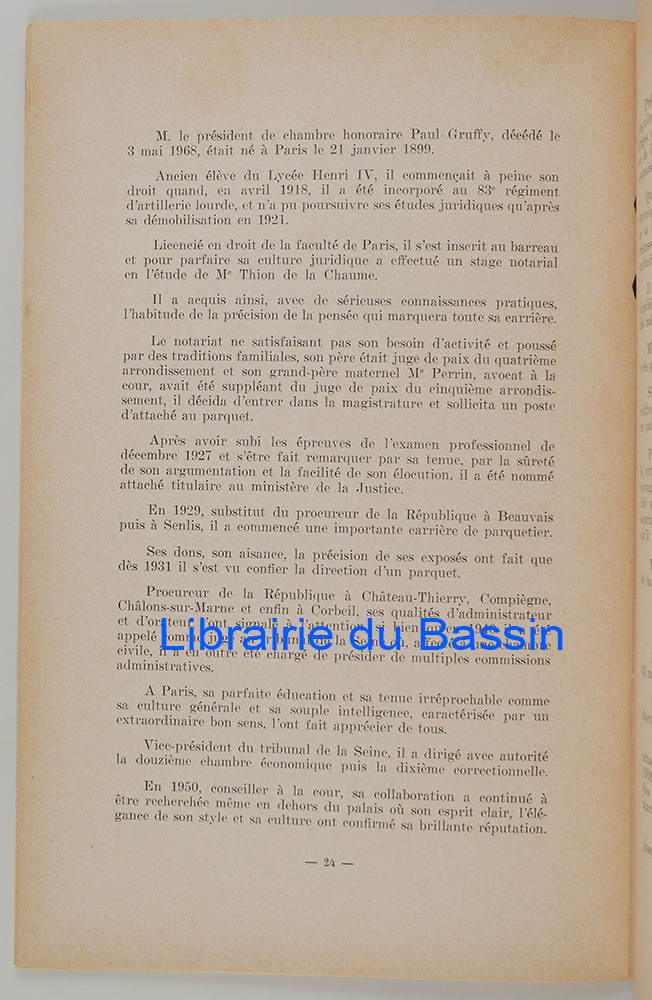 M. le président de chambre honoraire Paul Gruffy, décédé le
3 mai 1968, était né à Paris le 21 janvier 1899.
Ancien élève du Lycée Henri IV, il commençait à peine son
droit quand, en avril 1918, il a été incorporé au 83e régiment
d'artillerie lourde, et n'a pu poursuivre ses études juridiques qu'après
sa démobilisation en 1921.
Licencié en droit de la faculté de Paris, il s'est inscrit au barreau
et pour parfaire sa culture juridique a effectué un stage notarial
en l'étude de Me Thion de la Chaume.
Il a acquis ainsi, avec de sérieuses connaissances pratiques,
l'habitude de la précision de la pensée qui marquera toute sa carrière.
Le notariat ne satisfaisant pas son besoin d'activité et poussé
par des traditions familiales, son père était juge de paix du quatrième
arrondissement et son grand-père maternel Me Perrin, avocat à la
cour, avait été suppléant du juge de paix du cinquième arrondis-
sement, il décida d'entrer dans la magistrature et sollicita un poste
d'attaché au parquet.
Après avoir subi les épreuves de l'examen professionnel de
décembre 1927 et s'être fait remarquer par sa tenue, par la sûreté
de son argumentation et la facilité de son élocution, il a été nommé
attaché titulaire au ministère de la Justice.
En 1929, substitut du procureur de la République à Beauvais
puis à Senlis, il a commencé une importante carrière de parquetier.
Ses dons, son aisance, la précision de ses exposés ont fait que
dès 1931 il s'est vu confier la direction d'un parquet.
Procureur de la République à Château-Thierry, Compiègne,
Châlons-sur-Marne et enfin à Corbeil, ses qualités d'administrateur
et d'orateur l'ont signalé à l'attention si bien
appelé comme juge au tribunal de la Seine
civile, il a en outre été chargé de présider de multiples commissions
administratives.
Librairie du Bassin
A Paris, sa parfaite éducation et sa tenue irréprochable comme
sa culture générale et sa souple intelligence, caractérisée par un
extraordinaire bon sens, l'ont fait apprécier de tous.
Vice-président du tribunal de la Seine, il a dirigé avec autorité
la douzième chambre économique puis la dixième correctionnelle.
En 1950, conseiller à la cour, sa collaboration a continué à
être recherchée même en dehors du palais où son esprit clair, l'élé-
gance de son style et sa culture ont confirmé sa brillante réputation.
— 24 —